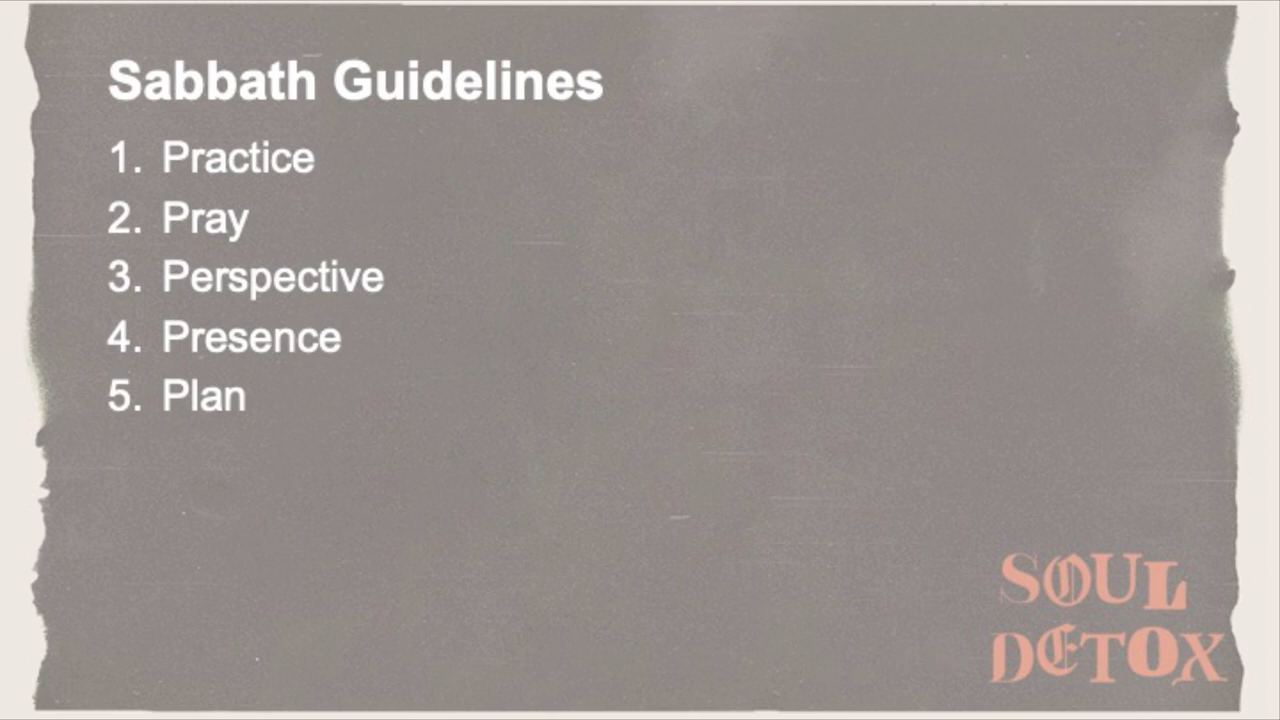 Sabbath Guidelines
1. Practice
2. Pray
3. Perspective
4. Presence
5. Plan
SOUL
DETOX